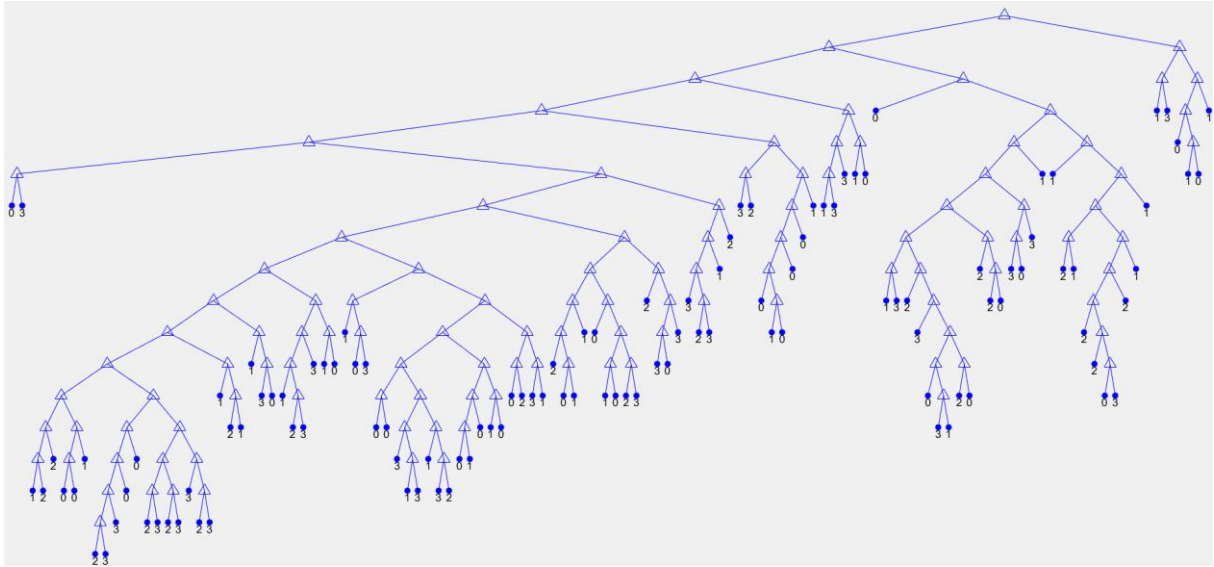 0 1 3 1
0
3 1 0 1 1 1 0
0 3 3 2 1 1 3 1
2 0 3
1 0 2 3 0 2 1 1
2 3 0 1 3 2 2 0 2
1 1 0 3 2 3 1 0 3 2
1 3 1 0 0 3 2 3 0 2
1 3 0 1 0 2 3 1 0 1 1 0 2 3 0 2 0 0 3
2 1 2 3 0 0 0 1 0 3 1
2 1 0 3 1 0 1
1 2 0 0 0 3 1 3 3 2
3 2 3 2 3 2 3
2 3